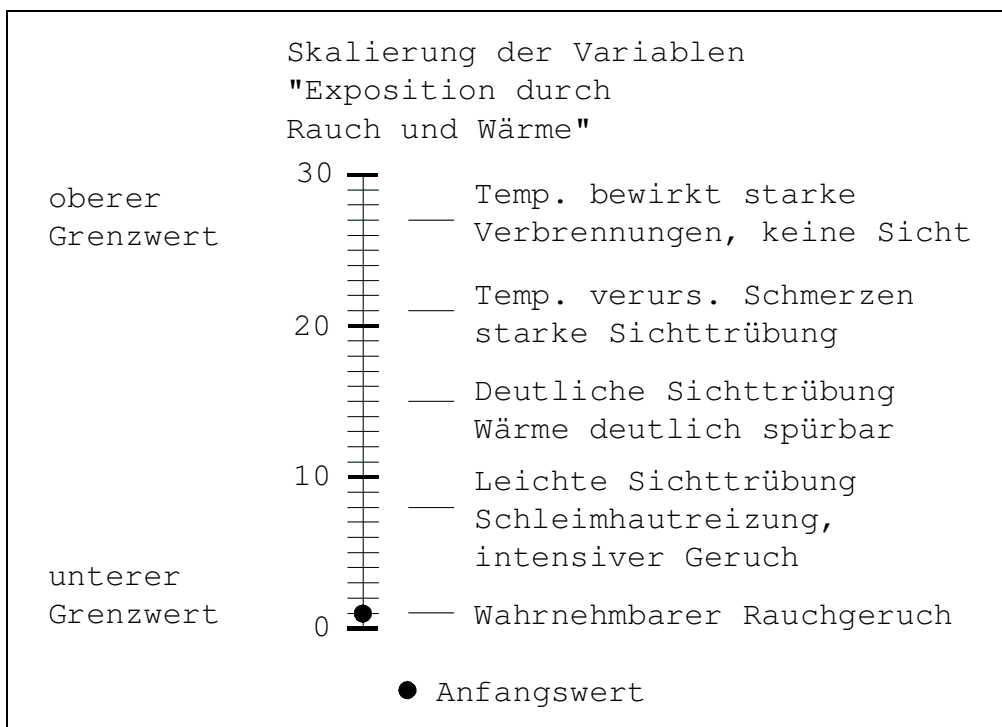 Skalierung der Variablen
"Exposition durch
Rauch und Wärme"
30
oberer
Grenzwert
Temp. bewirkt starke
Verbrennungen, keine Sicht
Temp. verurs. Schmerzen
20
starke Sichttrübung
Deutliche Sichttrübung
Wärme deutlich spürbar
10
Leichte Sichttrübung
Schleimhautreizung,
intensiver Geruch
unterer
Grenzwert
0
Wahrnehmbarer Rauchgeruch
Anfangswert